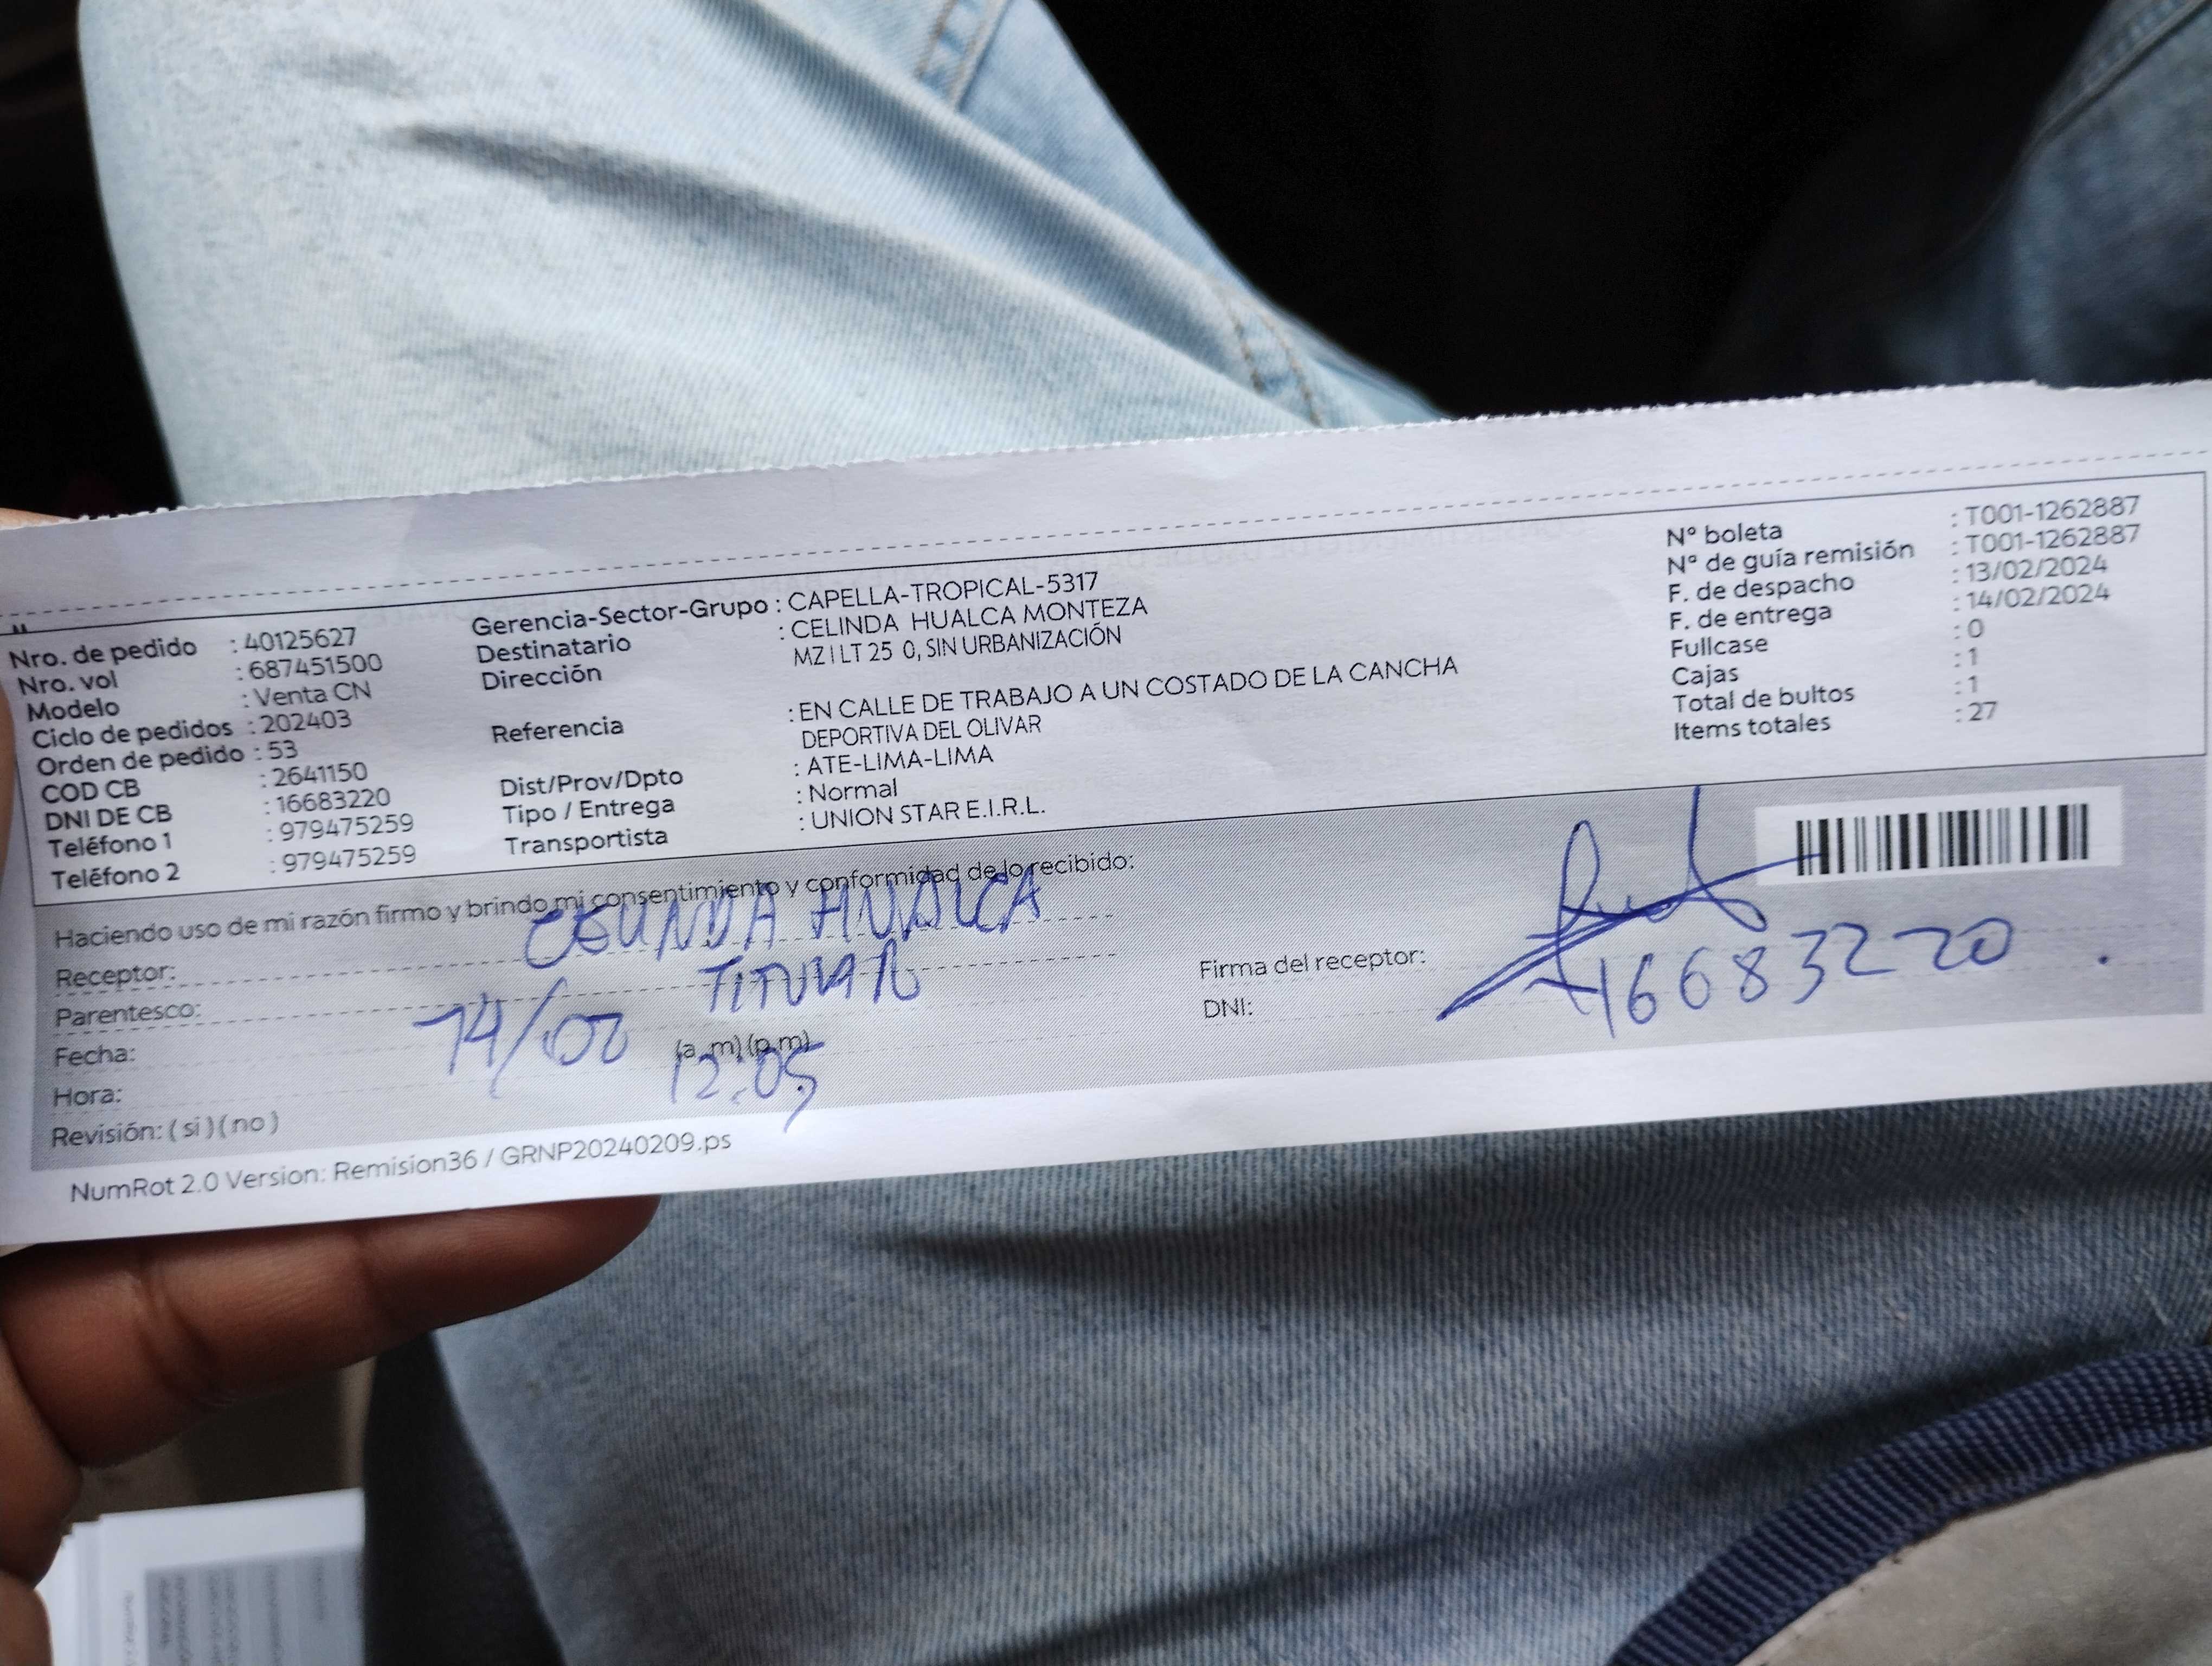 Nro. de pedido : 40125627
Nro. vol : 687451500
Modelo : Venta CN
Ciclo de pedidos : 202403
Orden de pedido : 53
COD CB : 2641150
DNI DE CB : 16683220
Teléfono 1 : 979475259
Teléfono 2 : 979475259
Gerencia-Sector-Grupo : CAPELLA-TROPICAL-5317
Destinatario : CELINDA HUALCA MONTEZA
Dirección MZ I LT 25 0, SIN URBANIZACIÓN
Referencia : EN CALLE DE TRABAJO A UN COSTADO DE LA CANCHA
DEPORTIVA DEL OLIVAR
Dist/Prov/Dpto : ATE-LIMA-LIMA
Tipo / Entrega : Normal
Transportista : UNION STAR E.I.R.L.
Nº boleta : T001-1262887
Nº de guía remisión : T001-1262887
F. de despacho : 13/02/2024
F. de entrega : 14/02/2024
Fullcase : 0
Cajas : 1
Total de bultos : 1
Items totales : 27
Haciendo uso de mi razón firmo y brindo mi consentimiento y conformidad de lo recibido:
Receptor: CELINDA HUALCA
Parentesco: TITULAR
Fecha: 14/02
(a. m) (p. m)
Hora: 12:05
Revisión: ( si ) ( no )
Firma del receptor:
DNI: 16683220
NumRot 2.0 Version: Remision36 / GRNP20240209.ps